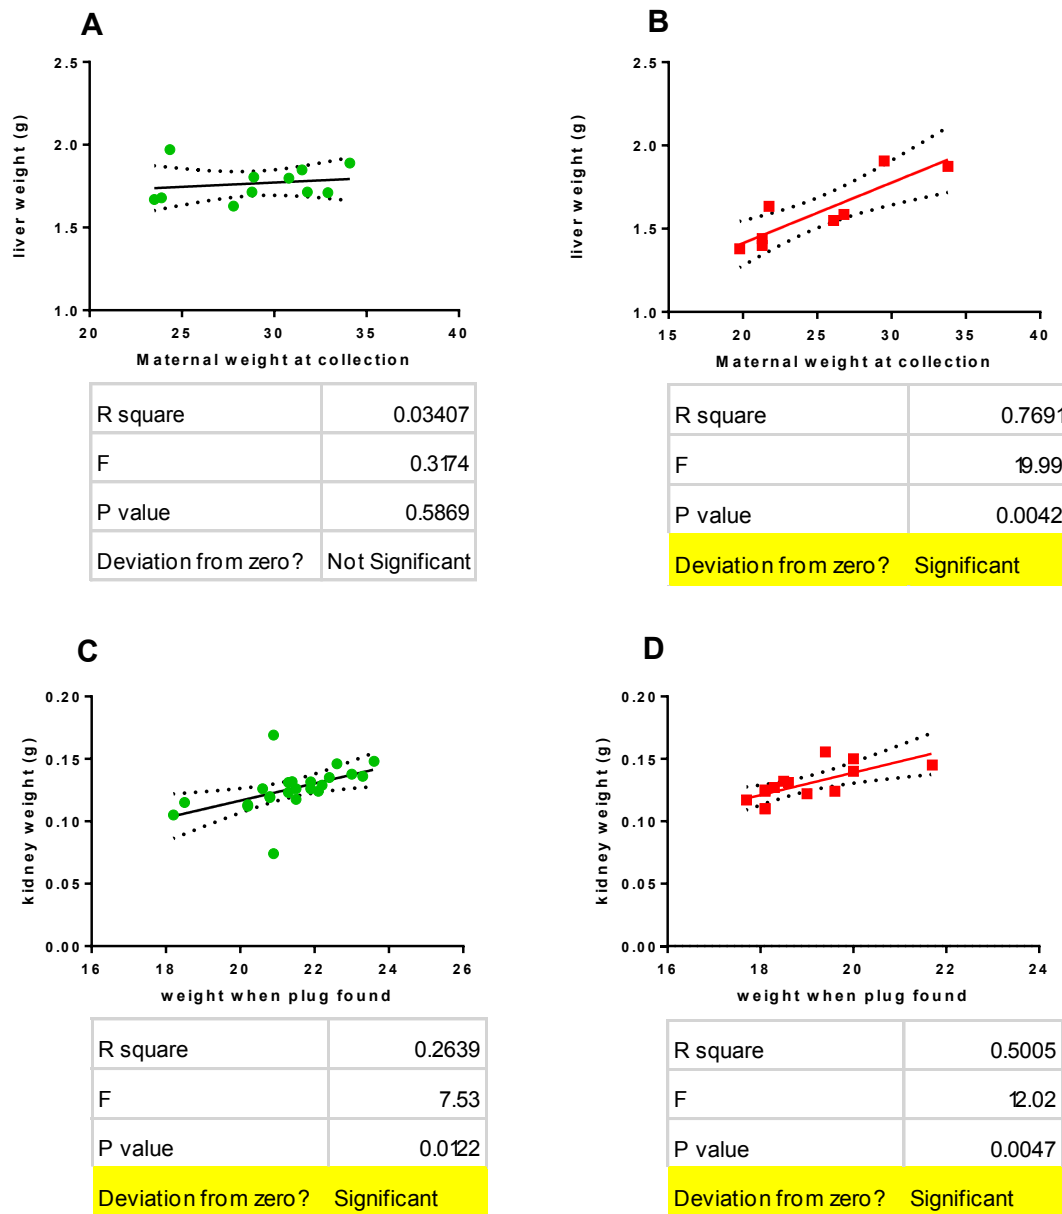 A
2.5
2.0
1.5
1.0
liver weight (g)
20 25 30 35 40
Maternal weight at collection
R square 0.03407
F 0.3174
P value 0.5869
Deviation from zero? Not Significant
B
2.5
2.0
1.5
1.0
liver weight (g)
15 20 25 30 35 40
Maternal weight at collection
R square 0.7691
F 19.99
P value 0.0042
Deviation from zero? Significant
C
0.20
0.15
0.10
0.05
0.00
kidney weight (g)
16 18 20 22 24 26
weight when plug found
R square 0.2639
F 7.53
P value 0.0122
Deviation from zero? Significant
D
0.20
0.15
0.10
0.05
0.00
kidney weight (g)
16 18 20 22 24
weight when plug found
R square 0.5005
F 12.02
P value 0.0047
Deviation from zero? Significant